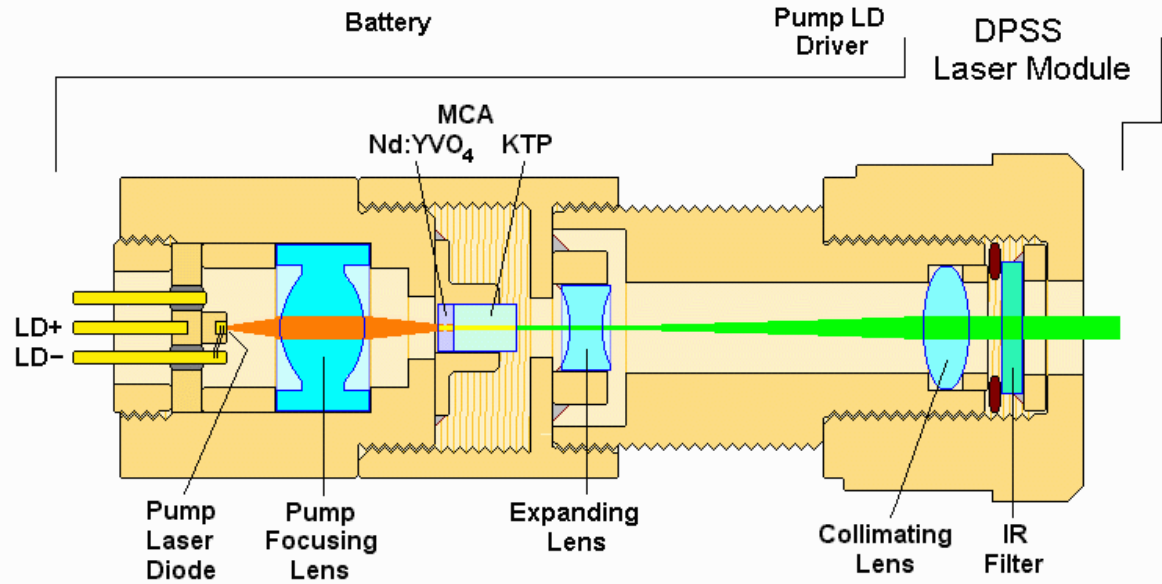 Battery
Pump LD
Driver
DPSS
Laser Module
MCA
Nd:YVO₄ KTP
LD+
LD−
Pump
Laser
Diode
Pump
Focusing
Lens
Expanding
Lens
Collimating
Lens
IR
Filter